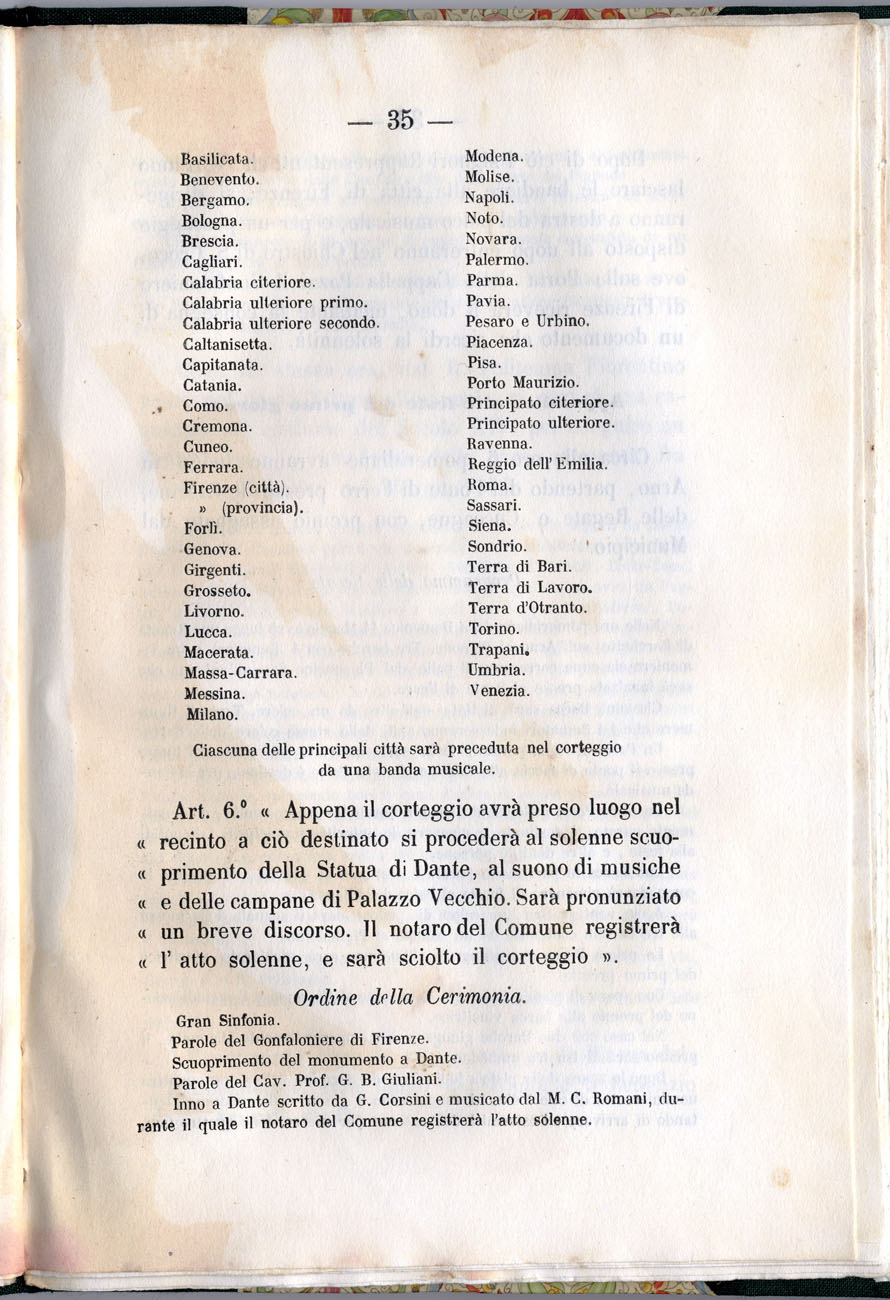 — 35 —
Basilicata.
Benevento.
Bergamo.
Bologna.
Brescia.
Cagliari.
Calabria citeriore.
Calabria ulteriore primo.
Calabria ulteriore secondo.
Caltanisetta.
Capitanata.
Catania.
Como.
Cremona.
Cuneo.
Ferrara.
Firenze (città).
» (provincia).
Forlì.
Genova.
Girgenti.
Grosseto.
Livorno.
Lucca.
Macerata.
Massa-Carrara.
Messina.
Milano.
Modena.
Molise.
Napoli.
Noto.
Novara.
Palermo.
Parma.
Pavia.
Pesaro e Urbino.
Piacenza.
Pisa.
Porto Maurizio.
Principato citeriore.
Principato ulteriore.
Ravenna.
Reggio dell' Emilia.
Roma.
Sassari.
Siena.
Sondrio.
Terra di Bari.
Terra di Lavoro.
Terra d'Otranto.
Torino.
Trapani.
Umbria.
Venezia.
Ciascuna delle principali città sarà preceduta nel corteggio
da una banda musicale.
Art. 6.° « Appena il corteggio avrà preso luogo nel
« recinto a ciò destinato si procederà al solenne scuo-
« primento della Statua di Dante, al suono di musiche
« e delle campane di Palazzo Vecchio. Sarà pronunziato
« un breve discorso. Il notaro del Comune registrerà
« l' atto solenne, e sarà sciolto il corteggio ».
Ordine della Cerimonia.
Gran Sinfonia.
Parole del Gonfaloniere di Firenze.
Scuoprimento del monumento a Dante.
Parole del Cav. Prof. G. B. Giuliani.
Inno a Dante scritto da G. Corsini e musicato dal M. C. Romani, du-
rante il quale il notaro del Comune registrerà l'atto solenne.